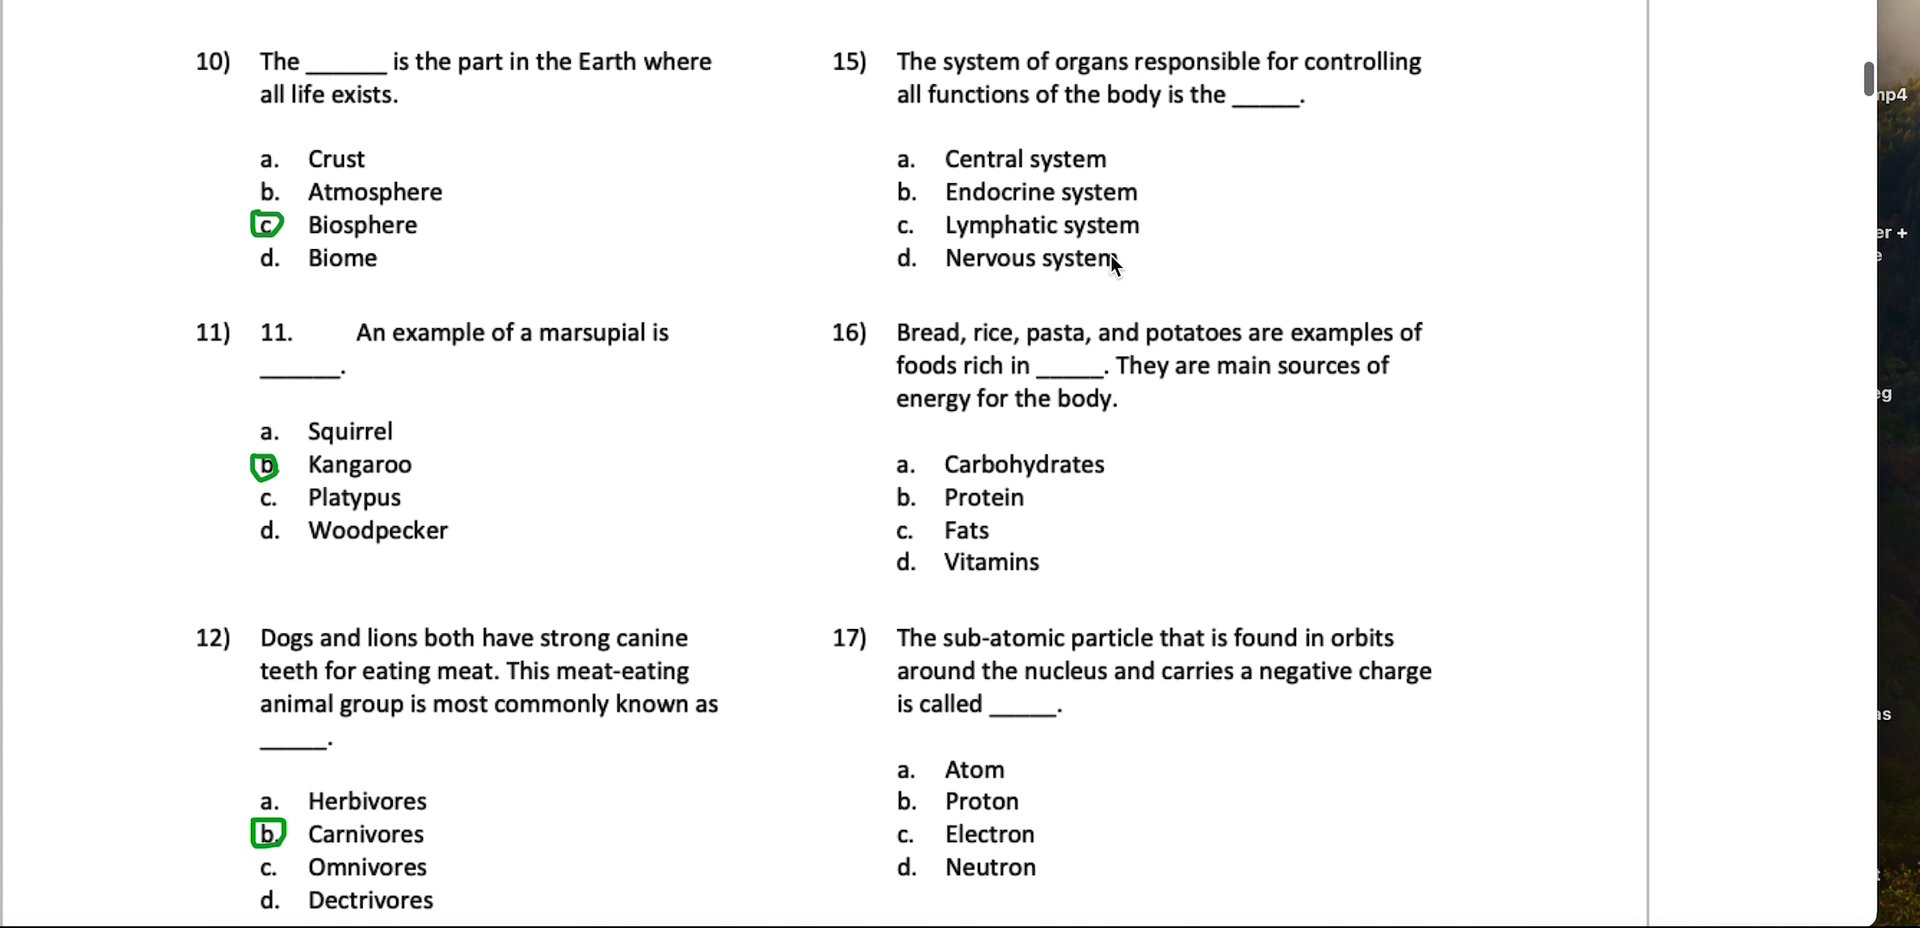 10) The ______ is the part in the Earth where
all life exists.
a. Crust
b. Atmosphere
c Biosphere
d. Biome
11) 11. An example of a marsupial is
______.
a. Squirrel
b Kangaroo
c. Platypus
d. Woodpecker
12) Dogs and lions both have strong canine
teeth for eating meat. This meat-eating
animal group is most commonly known as
_____.
a. Herbivores
b. Carnivores
c. Omnivores
d. Dectrivores
15) The system of organs responsible for controlling
all functions of the body is the _____.
a. Central system
b. Endocrine system
c. Lymphatic system
d. Nervous system
16) Bread, rice, pasta, and potatoes are examples of
foods rich in _____. They are main sources of
energy for the body.
a. Carbohydrates
b. Protein
c. Fats
d. Vitamins
17) The sub-atomic particle that is found in orbits
around the nucleus and carries a negative charge
is called _____.
a. Atom
b. Proton
c. Electron
d. Neutron